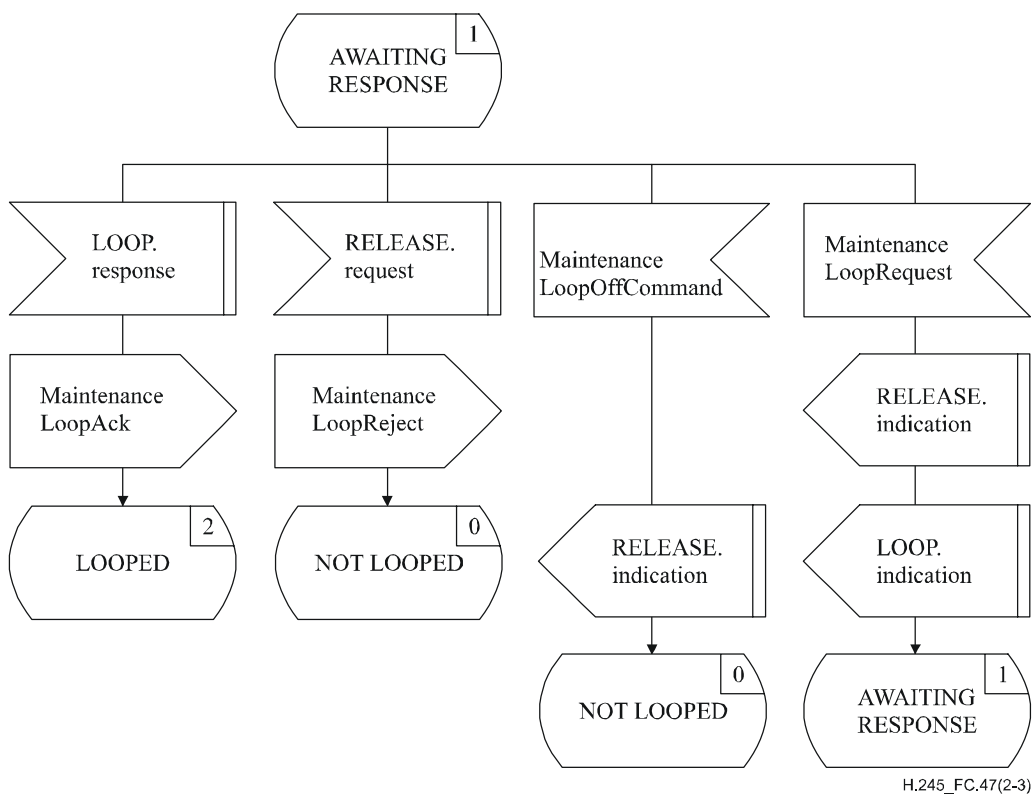 1
AWAITING
RESPONSE
LOOP.
response
RELEASE.
request
Maintenance
LoopOffCommand
Maintenance
LoopRequest
Maintenance
LoopAck
Maintenance
LoopReject
RELEASE.
indication
2
LOOPED
0
NOT LOOPED
RELEASE.
indication
LOOP.
indication
0
NOT LOOPED
1
AWAITING
RESPONSE
H.245_FC.47(2-3)